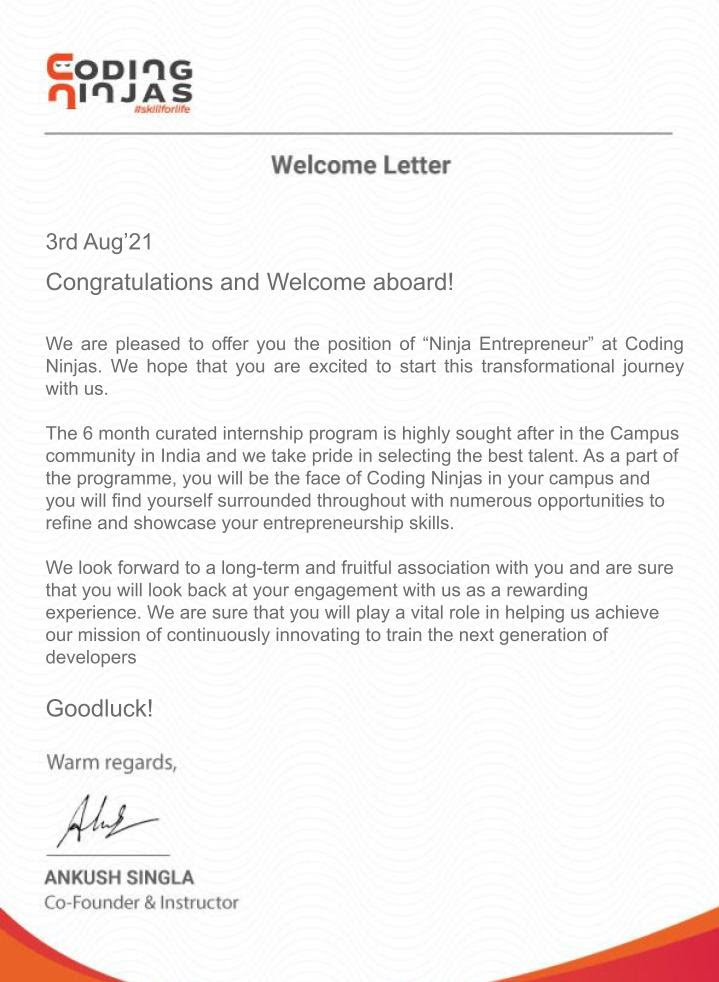 CODING
NINJAS
#skillforlife
Welcome Letter
3rd Aug’21
Congratulations and Welcome aboard!
We are pleased to offer you the position of “Ninja Entrepreneur” at Coding
Ninjas. We hope that you are excited to start this transformational journey
with us.
The 6 month curated internship program is highly sought after in the Campus
community in India and we take pride in selecting the best talent. As a part of
the programme, you will be the face of Coding Ninjas in your campus and
you will find yourself surrounded throughout with numerous opportunities to
refine and showcase your entrepreneurship skills.
We look forward to a long-term and fruitful association with you and are sure
that you will look back at your engagement with us as a rewarding
experience. We are sure that you will play a vital role in helping us achieve
our mission of continuously innovating to train the next generation of
developers
Goodluck!
Warm regards,
ANKUSH SINGLA
Co-Founder & Instructor